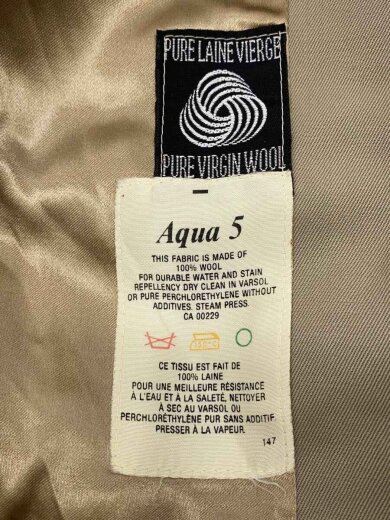 PURE LAINE VIERGE
PURE VIRGIN WOOL
Aqua 5
THIS FABRIC IS MADE OF
100% WOOL
FOR DURABLE WATER AND STAIN
REPELLENCY DRY CLEAN IN VARSOL
OR PURE PERCHLORETHYLENE WITHOUT
ADDITIVES. STEAM PRESS.
CA 00229
150°C
CE TISSU EST FAIT DE
100% LAINE
POUR UNE MEILLEURE RÉSISTANCE
À L'EAU ET À LA SALETÉ, NETTOYER
À SEC AU VARSOL OU
PERCHLORÉTHYLÈNE PUR SANS ADDITIF.
PRESSER À LA VAPEUR.
147